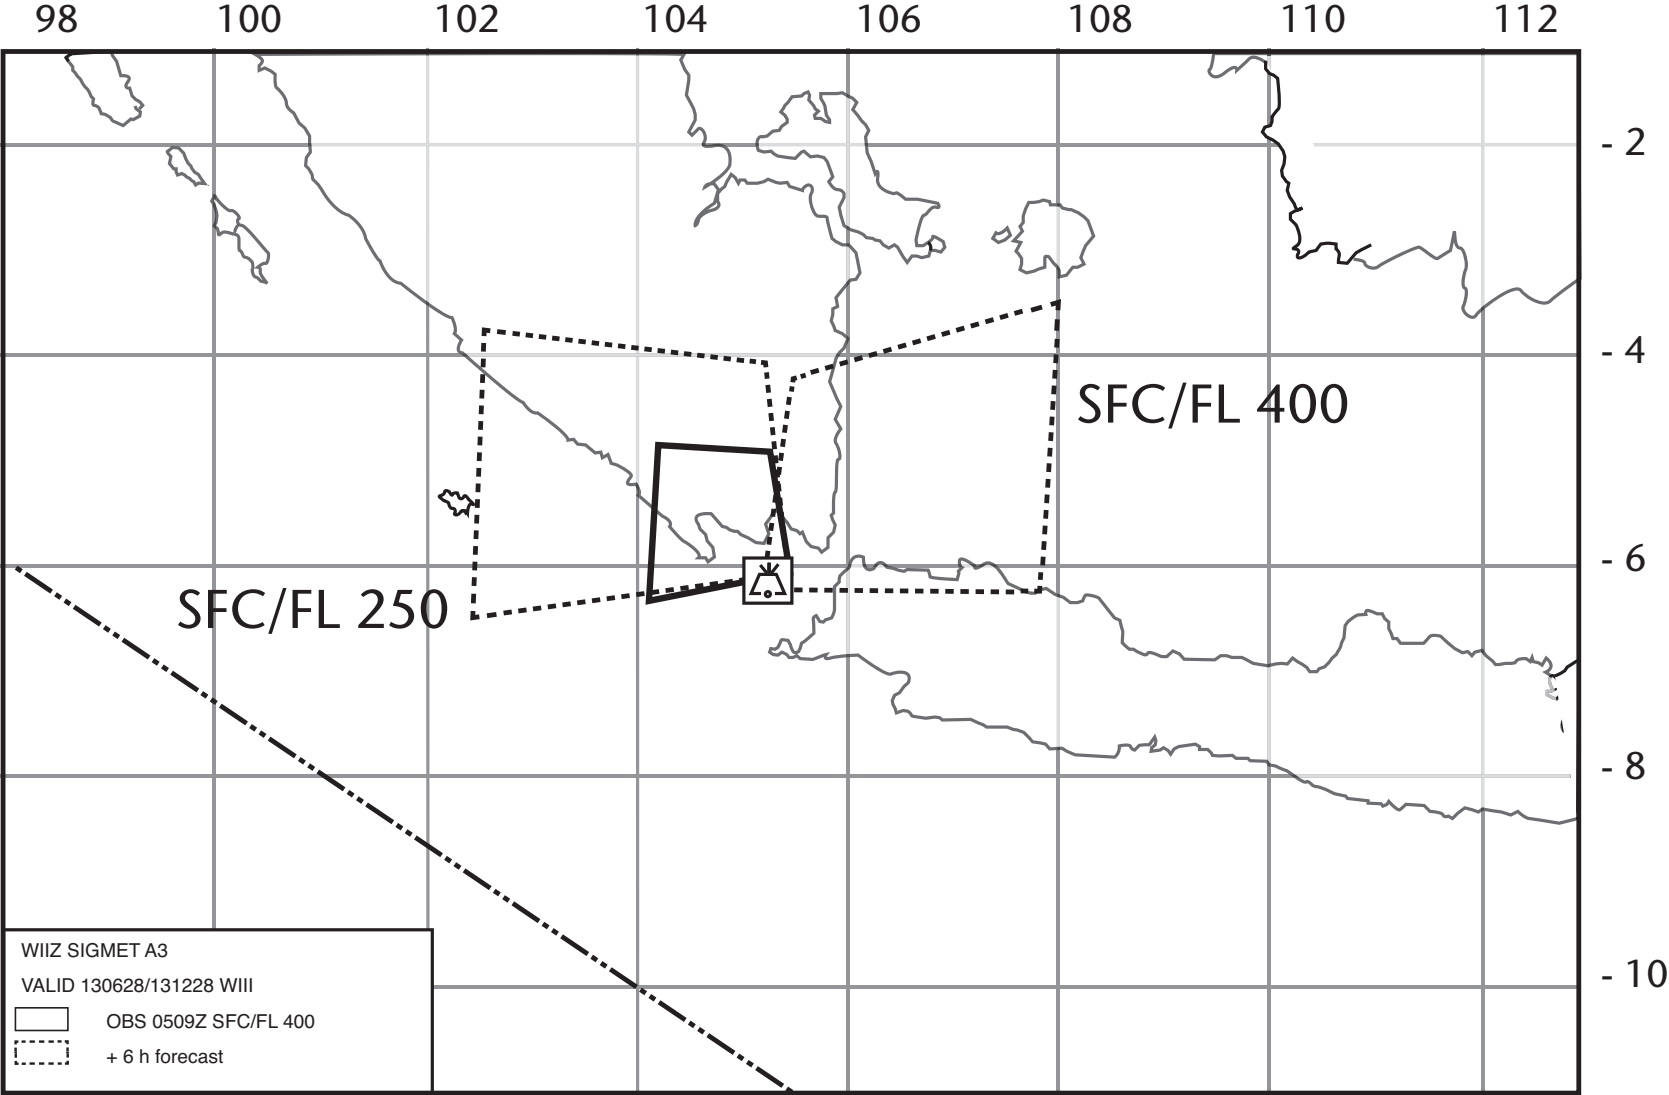 98 100 102 104 106 108 110 112
- 2
- 4
SFC/FL 400
- 6
SFC/FL 250
- 8
WIIZ SIGMET A3
- 10
VALID 130628/131228 WIII
OBS 0509Z SFC/FL 400
+ 6 h forecast